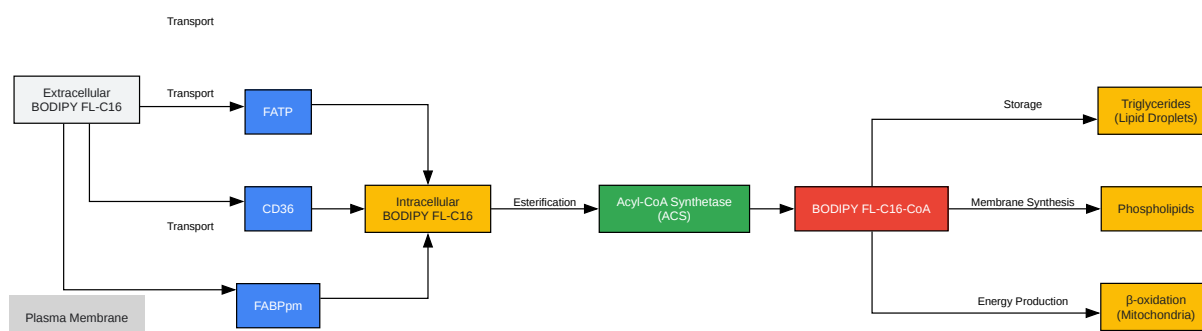 Transport
Extracellular
BODIPY FL-C16
Transport
FATP
CD36
Transport
FABPpm
Plasma Membrane
Intracellular
BODIPY FL-C16
Esterification
Acyl-CoA Synthetase
(ACS)
BODIPY FL-C16-CoA
Storage
Triglycerides
(Lipid Droplets)
Membrane Synthesis
Phospholipids
Energy Production
β-oxidation
(Mitochondria)